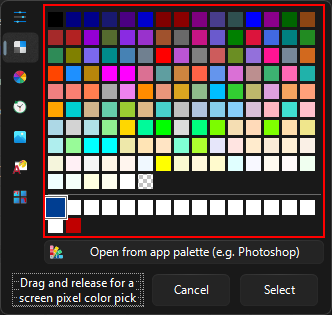 Open from app palette (e.g. Photoshop)
Drag and release for a
screen pixel color pick
Cancel
Select